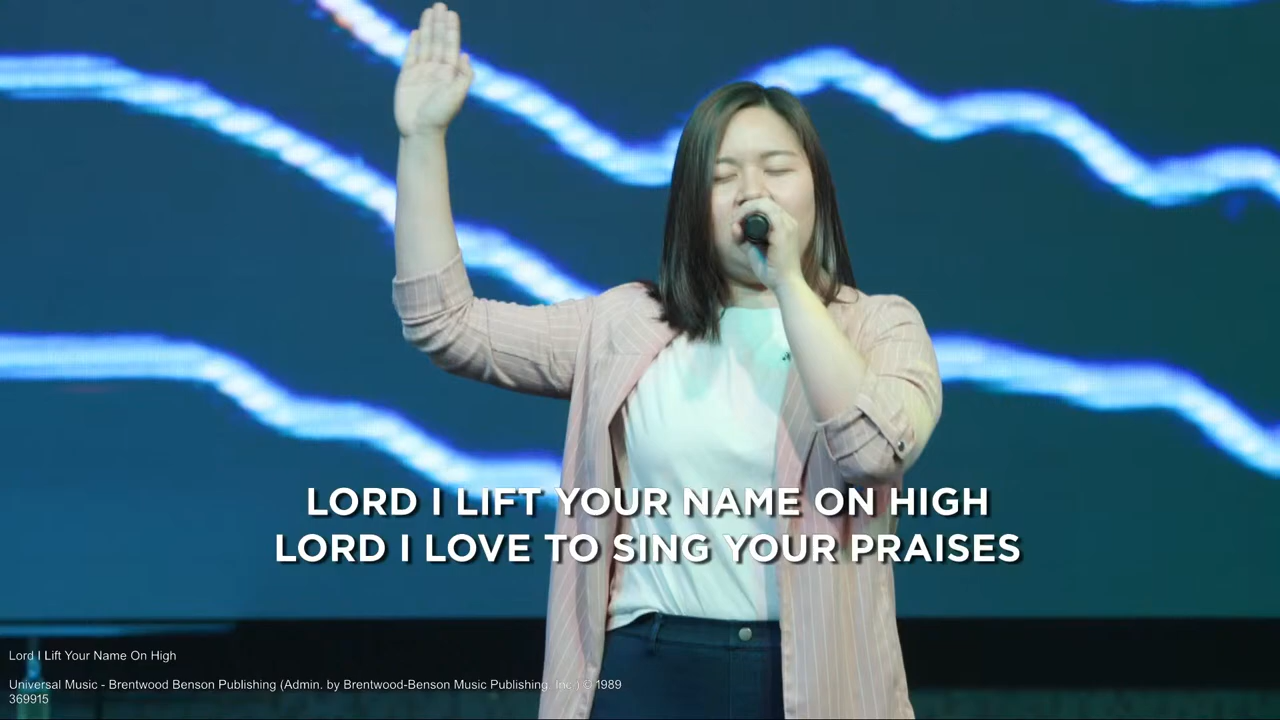 LORD I LIFT YOUR NAME ON HIGH
LORD I LOVE TO SING YOUR PRAISES
Lord I Lift Your Name On High
Universal Music - Brentwood Benson Publishing (Admin. by Brentwood-Benson Music Publishing, Inc.) © 1989
369915